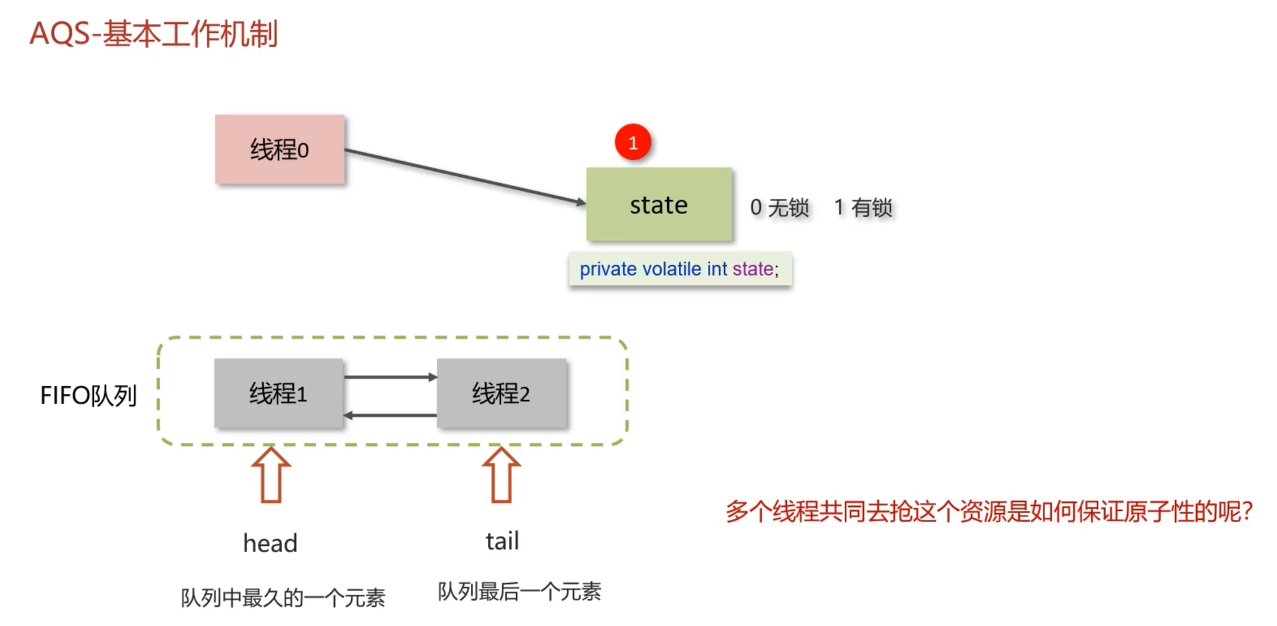 AQS-基本工作机制
线程0
1
state
0 无锁 1 有锁
private volatile int state;
FIFO队列
线程1
线程2
多个线程共同去抢这个资源是如何保证原子性的呢?
head
tail
队列中最久的一个元素
队列最后一个元素